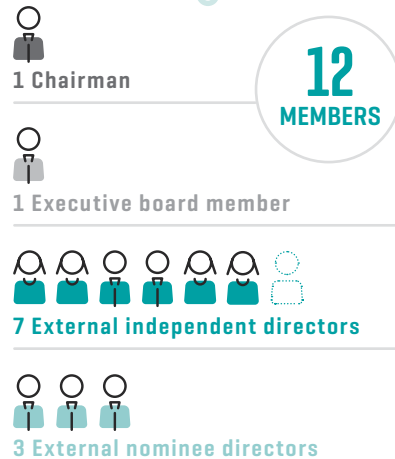 12
MEMBERS
1 Chairman
1 Executive board member
7 External independent directors
3 External nominee directors